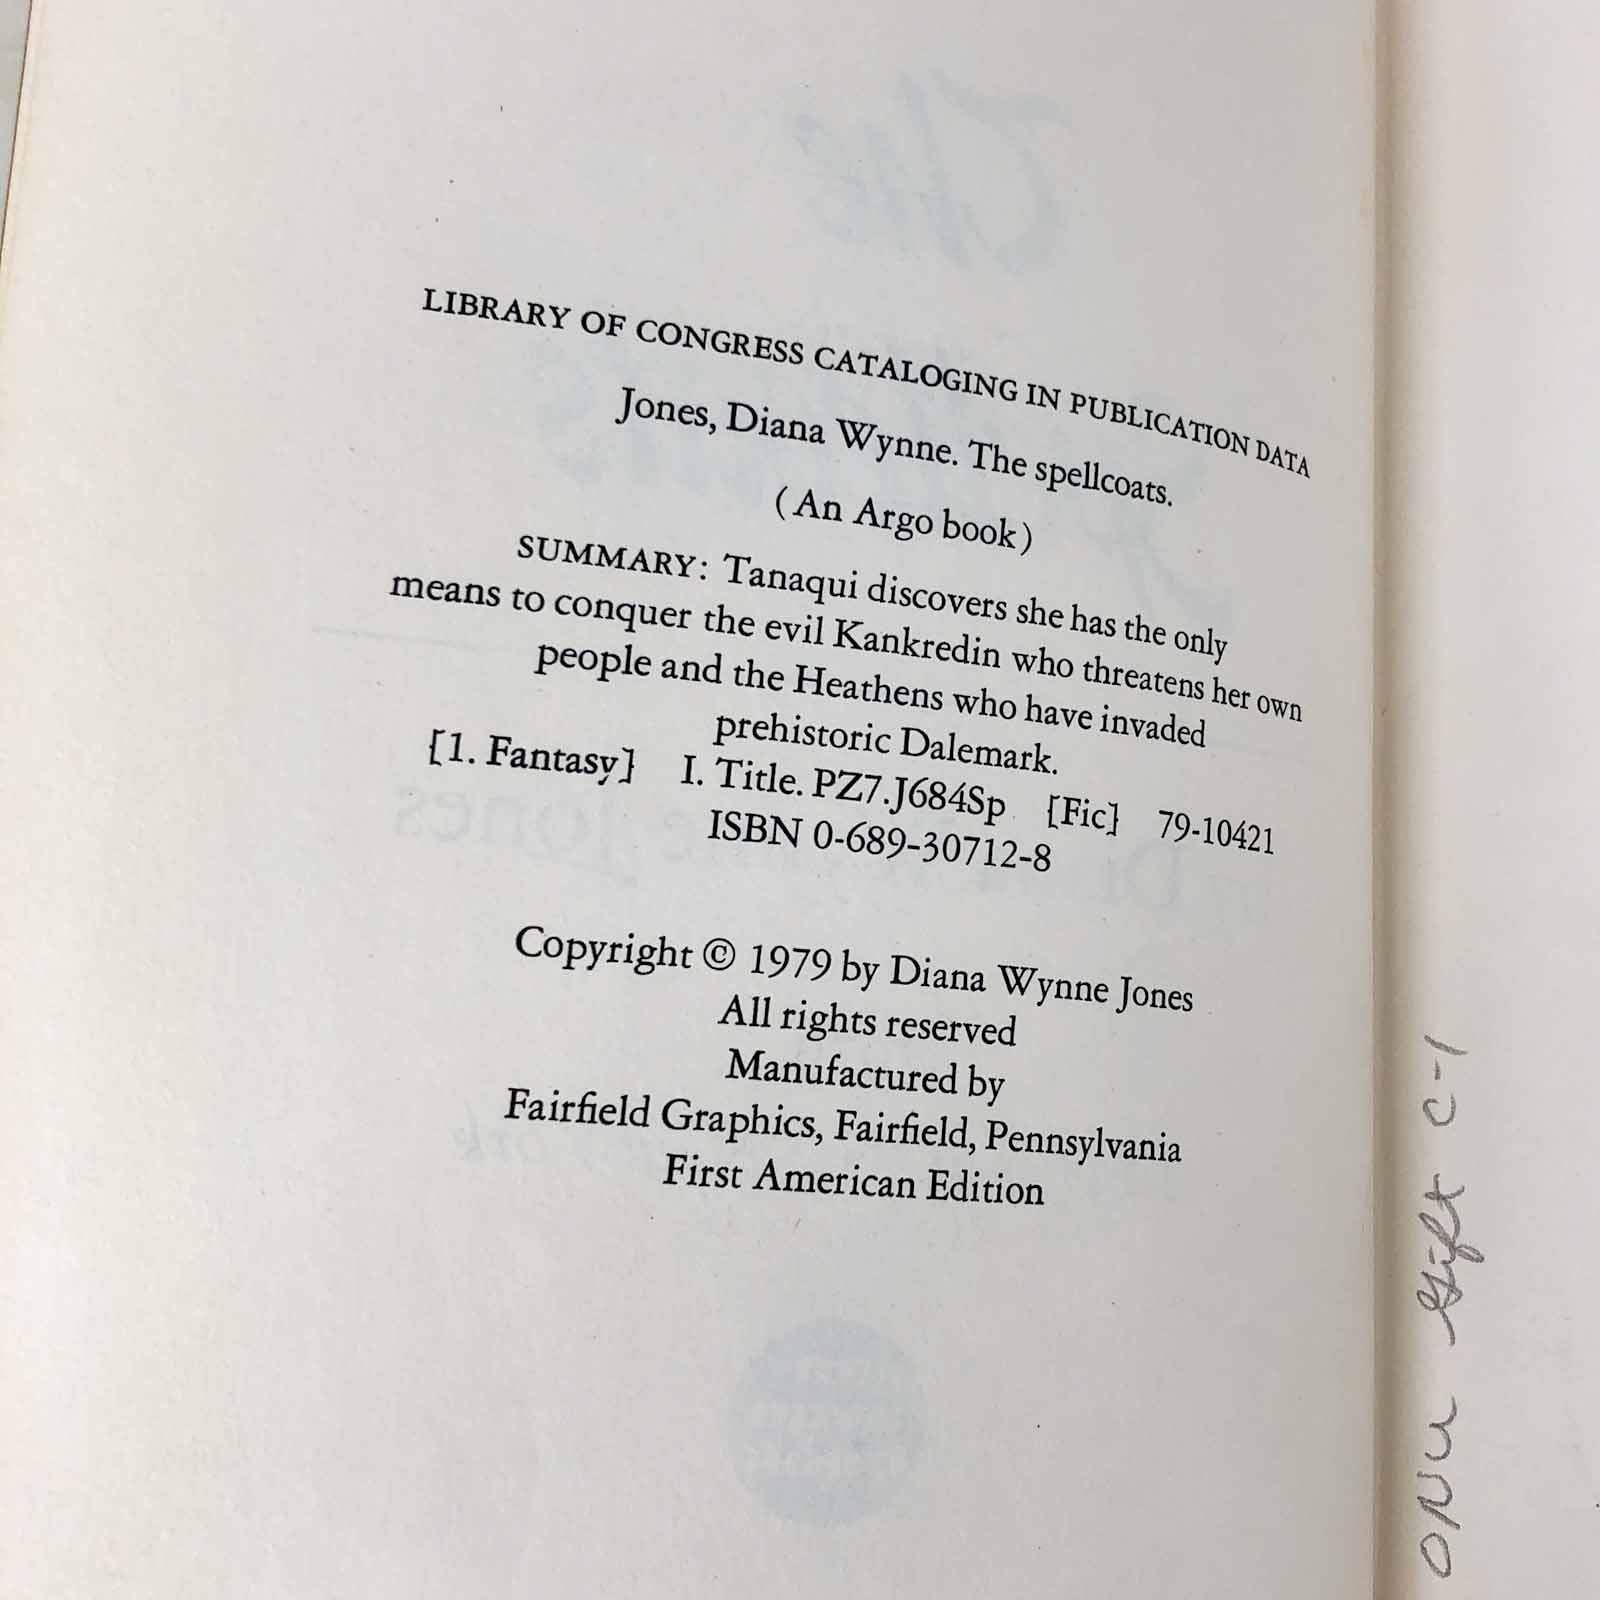 LIBRARY OF CONGRESS CATALOGING IN PUBLICATION DATA
Jones, Diana Wynne. The spellcoats.
(An Argo book)
SUMMARY: Tanaqui discovers she has the only
means to conquer the evil Kankredin who threatens her own
people and the Heathens who have invaded
prehistoric Dalemark.
[1. Fantasy] I. Title. PZ7.J684Sp [Fic] 79-10421
ISBN 0-689-30712-8
Copyright © 1979 by Diana Wynne Jones
All rights reserved
Manufactured by
Fairfield Graphics, Fairfield, Pennsylvania
First American Edition
ONU Gift C-1